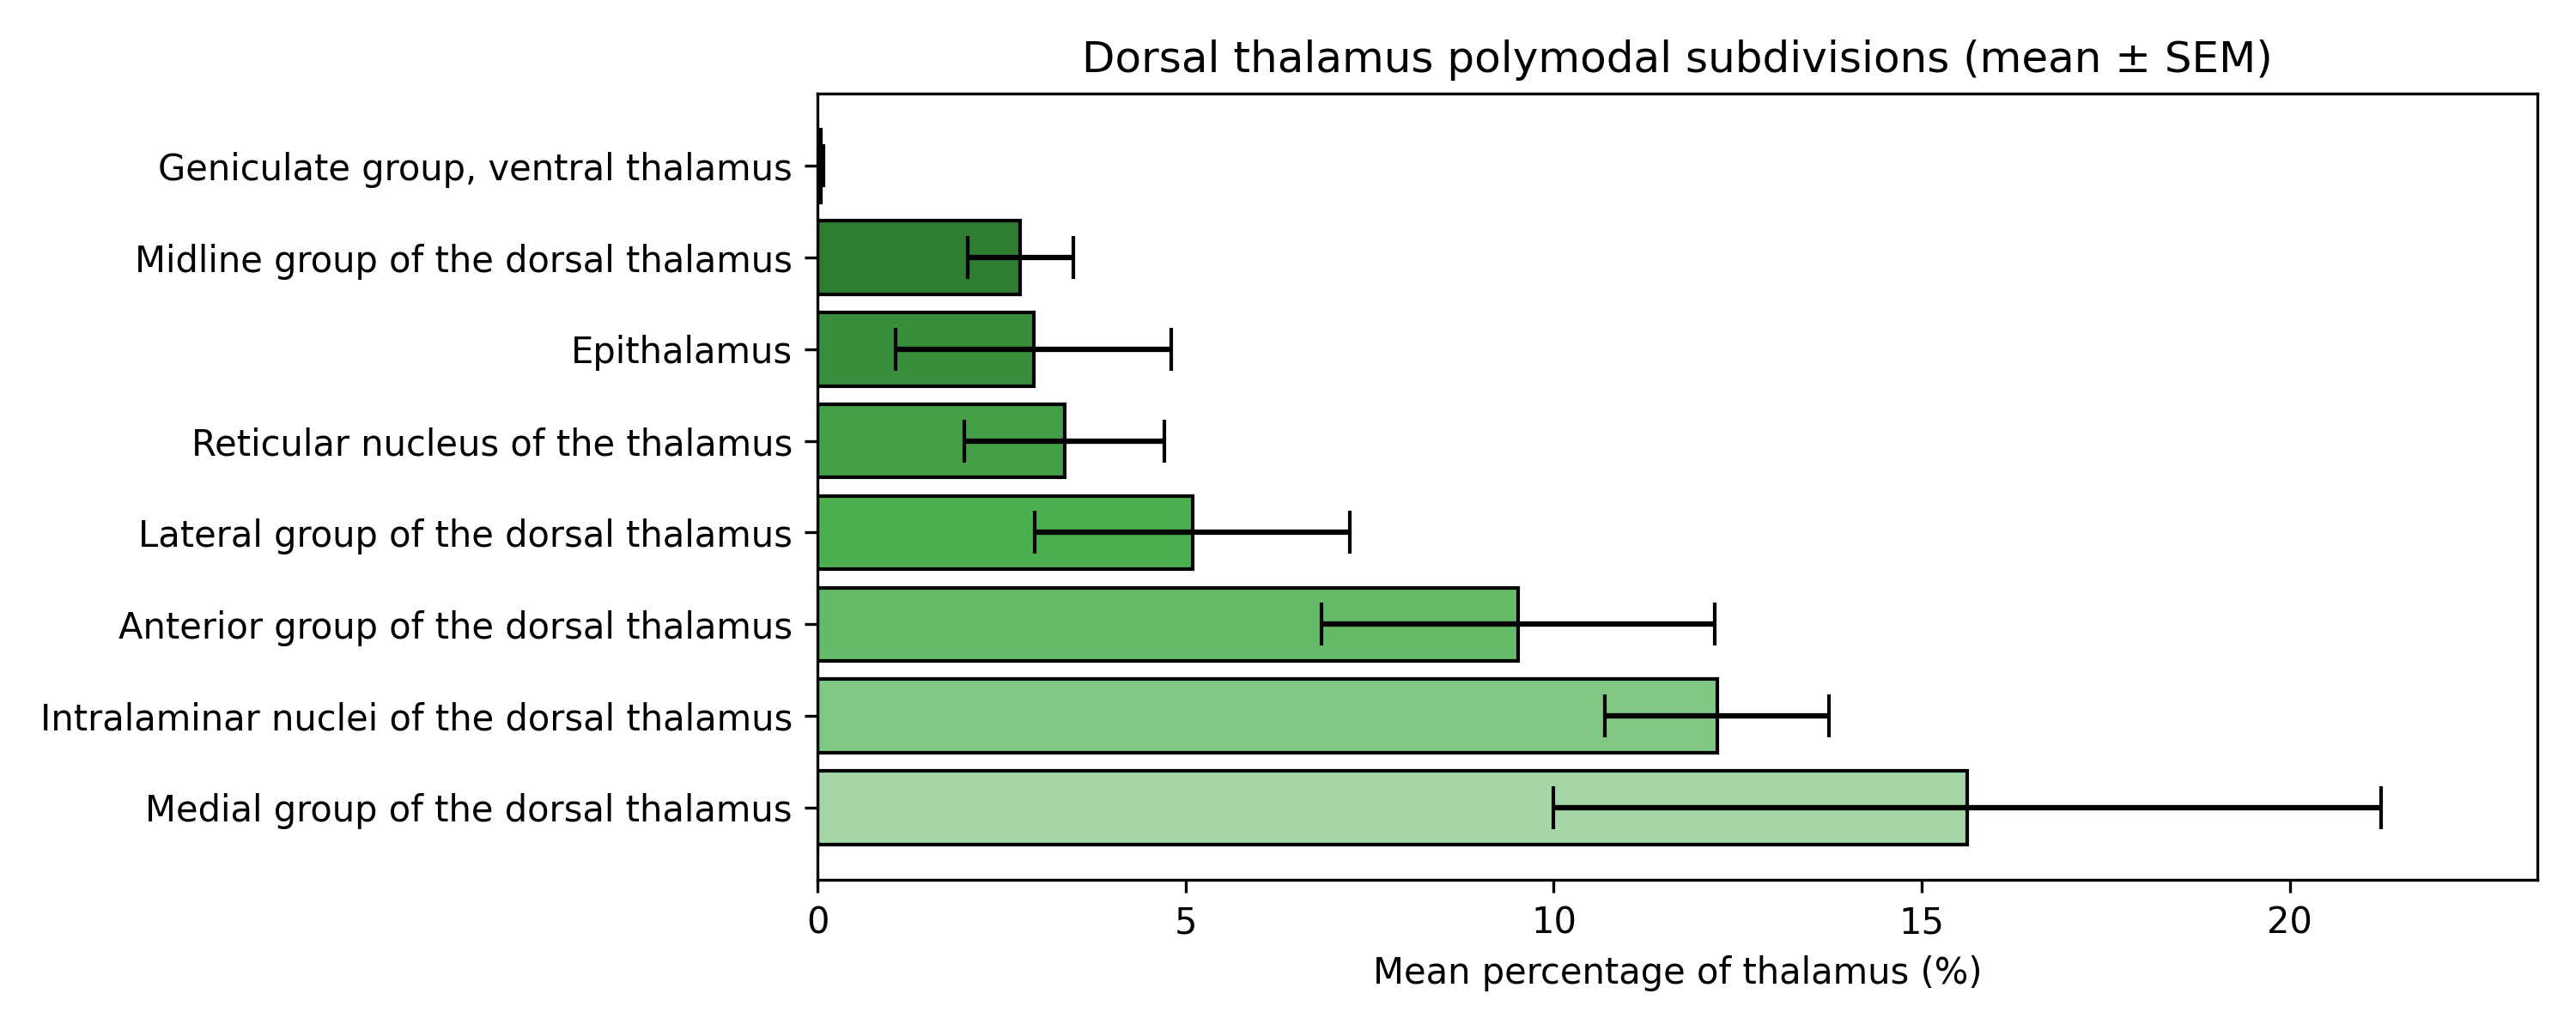 Dorsal thalamus polymodal subdivisions (mean ± SEM)
Geniculate group, ventral thalamus
Midline group of the dorsal thalamus
Epithalamus
Reticular nucleus of the thalamus
Lateral group of the dorsal thalamus
Anterior group of the dorsal thalamus
Intralaminar nuclei of the dorsal thalamus
Medial group of the dorsal thalamus
0 5 10 15 20
Mean percentage of thalamus (%)